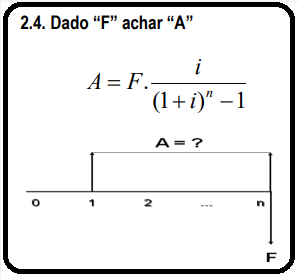 2.4. Dado “F” achar “A”
A = F. i / ((1+i)^n −1)
A = ?
0 1 2 ... n
F